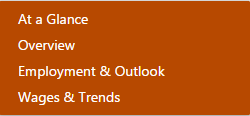 At a Glance
Overview
Employment & Outlook
Wages & Trends